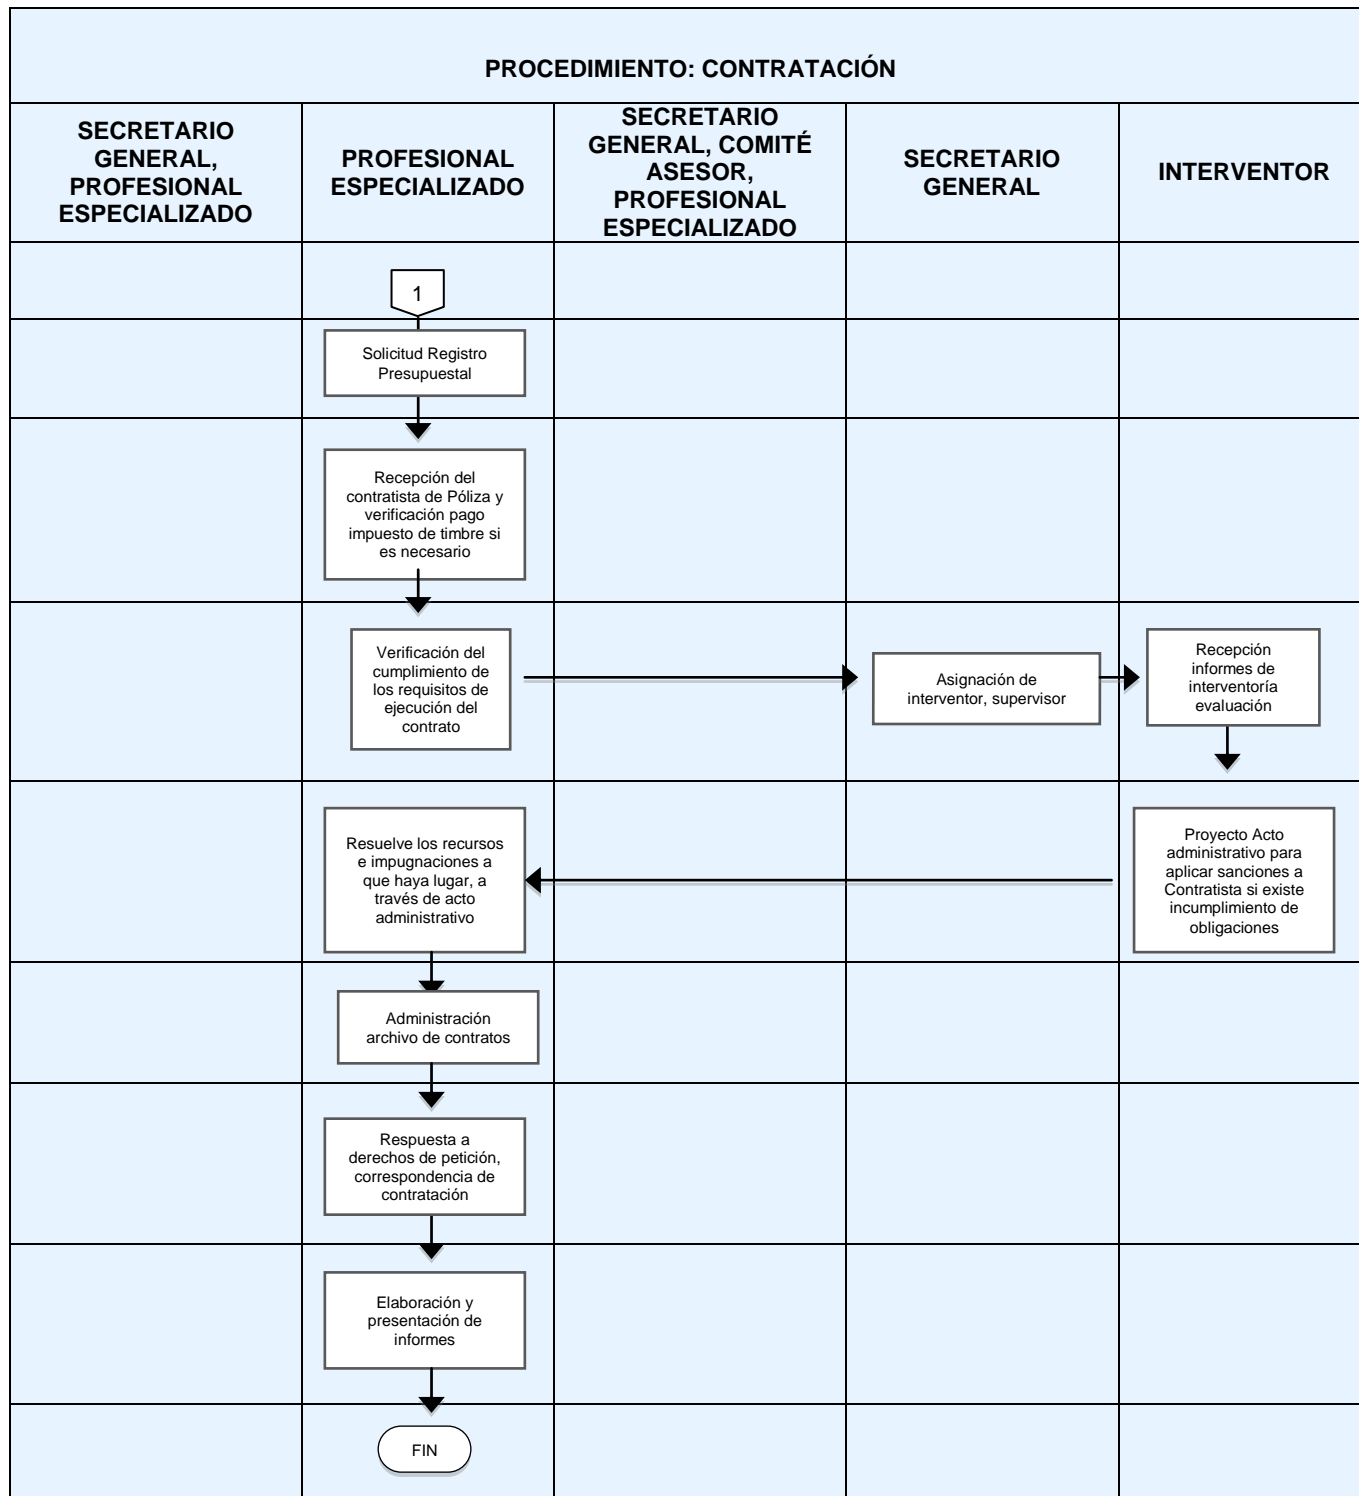 PROCEDIMIENTO: CONTRATACIÓN
SECRETARIO
GENERAL,
PROFESIONAL
ESPECIALIZADO
PROFESIONAL
ESPECIALIZADO
SECRETARIO
GENERAL, COMITÉ
ASESOR,
PROFESIONAL
ESPECIALIZADO
SECRETARIO
GENERAL
INTERVENTOR
1
Solicitud Registro
Presupuestal
Recepción del
contratista de Póliza y
verificación pago
impuesto de timbre si
es necesario
Verificación del
cumplimiento de
los requisitos de
ejecución del
contrato
Asignación de
interventor, supervisor
Recepción
informes de
interventoría
evaluación
Resuelve los recursos
e impugnaciones a
que haya lugar, a
través de acto
administrativo
Proyecto Acto
administrativo para
aplicar sanciones a
Contratista si existe
incumplimiento de
obligaciones
Administración
archivo de contratos
Respuesta a
derechos de petición,
correspondencia de
contratación
Elaboración y
presentación de
informes
FIN